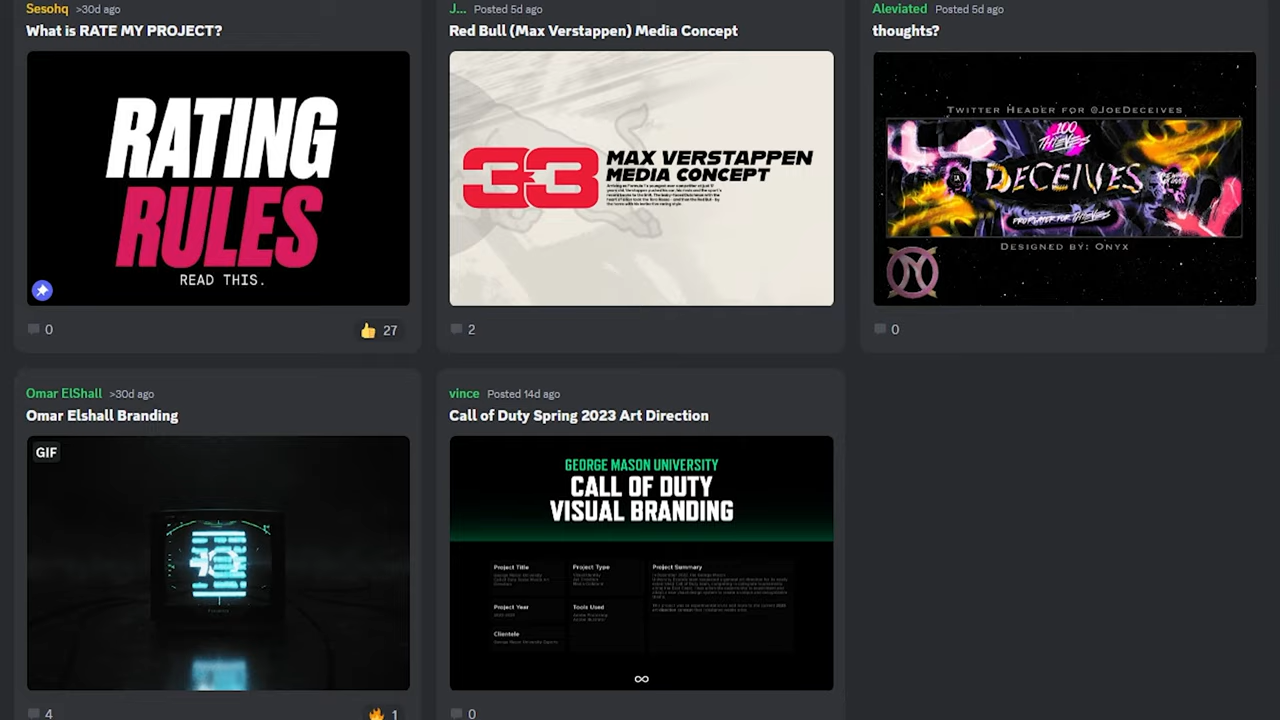 Sesohq >30d ago
What is RATE MY PROJECT?
RATING
RULES
READ THIS.
0
27
J... Posted 5d ago
Red Bull (Max Verstappen) Media Concept
33 MAX VERSTAPPEN
MEDIA CONCEPT
2
Aleviated Posted 5d ago
thoughts?
TWITTER HEADER FOR @JOEDECEIVES
100
THIEVES
DECEIVES
PRO PLAYER FOR THIEVES
DESIGNED BY: ONYX
0
Omar ElShall >30d ago
Omar Elshall Branding
GIF
4
1
vince Posted 14d ago
Call of Duty Spring 2023 Art Direction
GEORGE MASON UNIVERSITY
CALL OF DUTY
VISUAL BRANDING
Project Title
Project Type
Project Summary
Project Year
Tools Used
Clientele
0